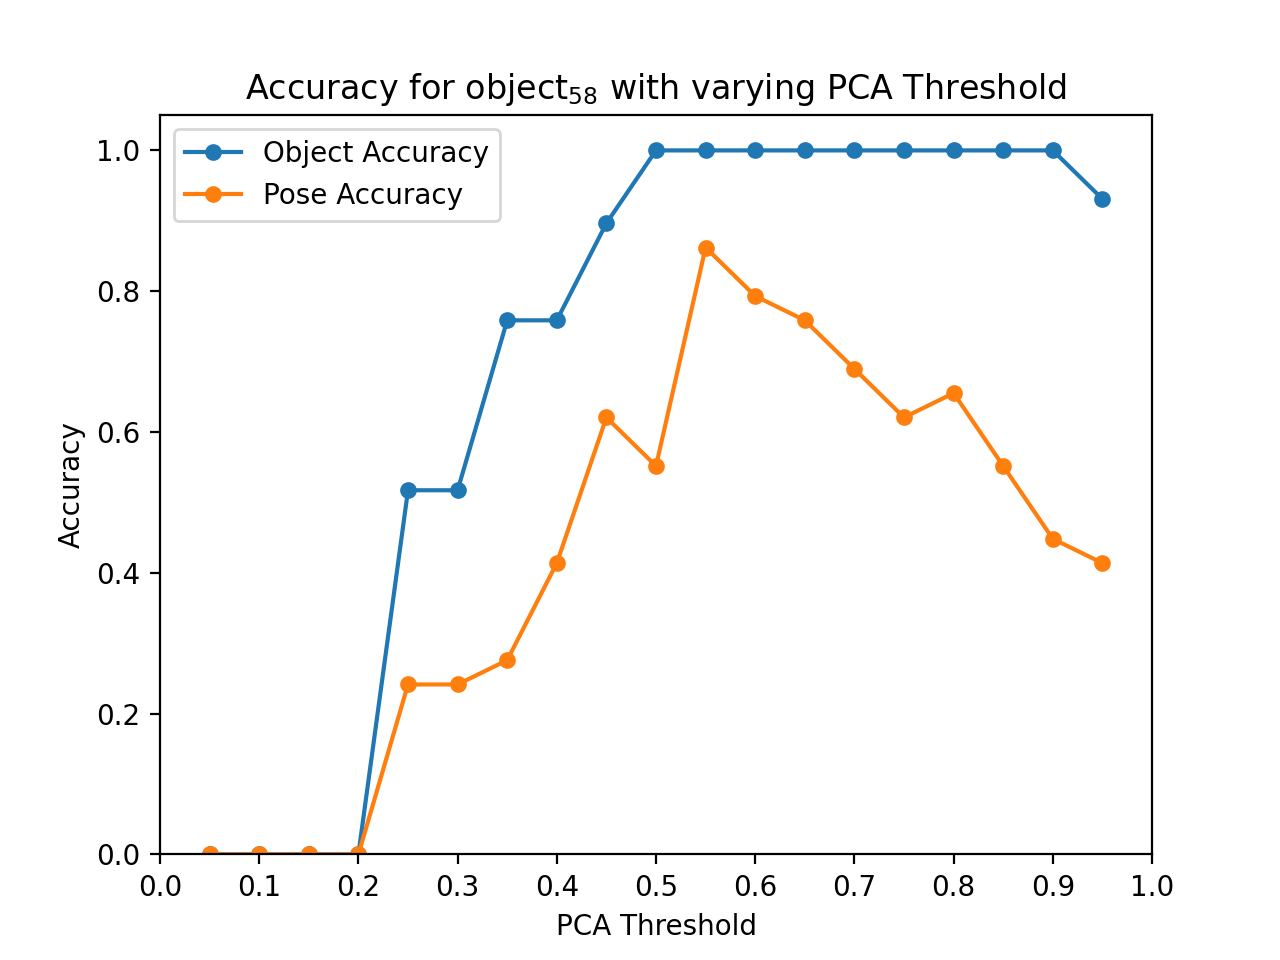 Accuracy for object₅₈ with varying PCA Threshold
Object Accuracy
Pose Accuracy
Accuracy
1.0
0.8
0.6
0.4
0.2
0.0
0.0 0.1 0.2 0.3 0.4 0.5 0.6 0.7 0.8 0.9 1.0
PCA Threshold